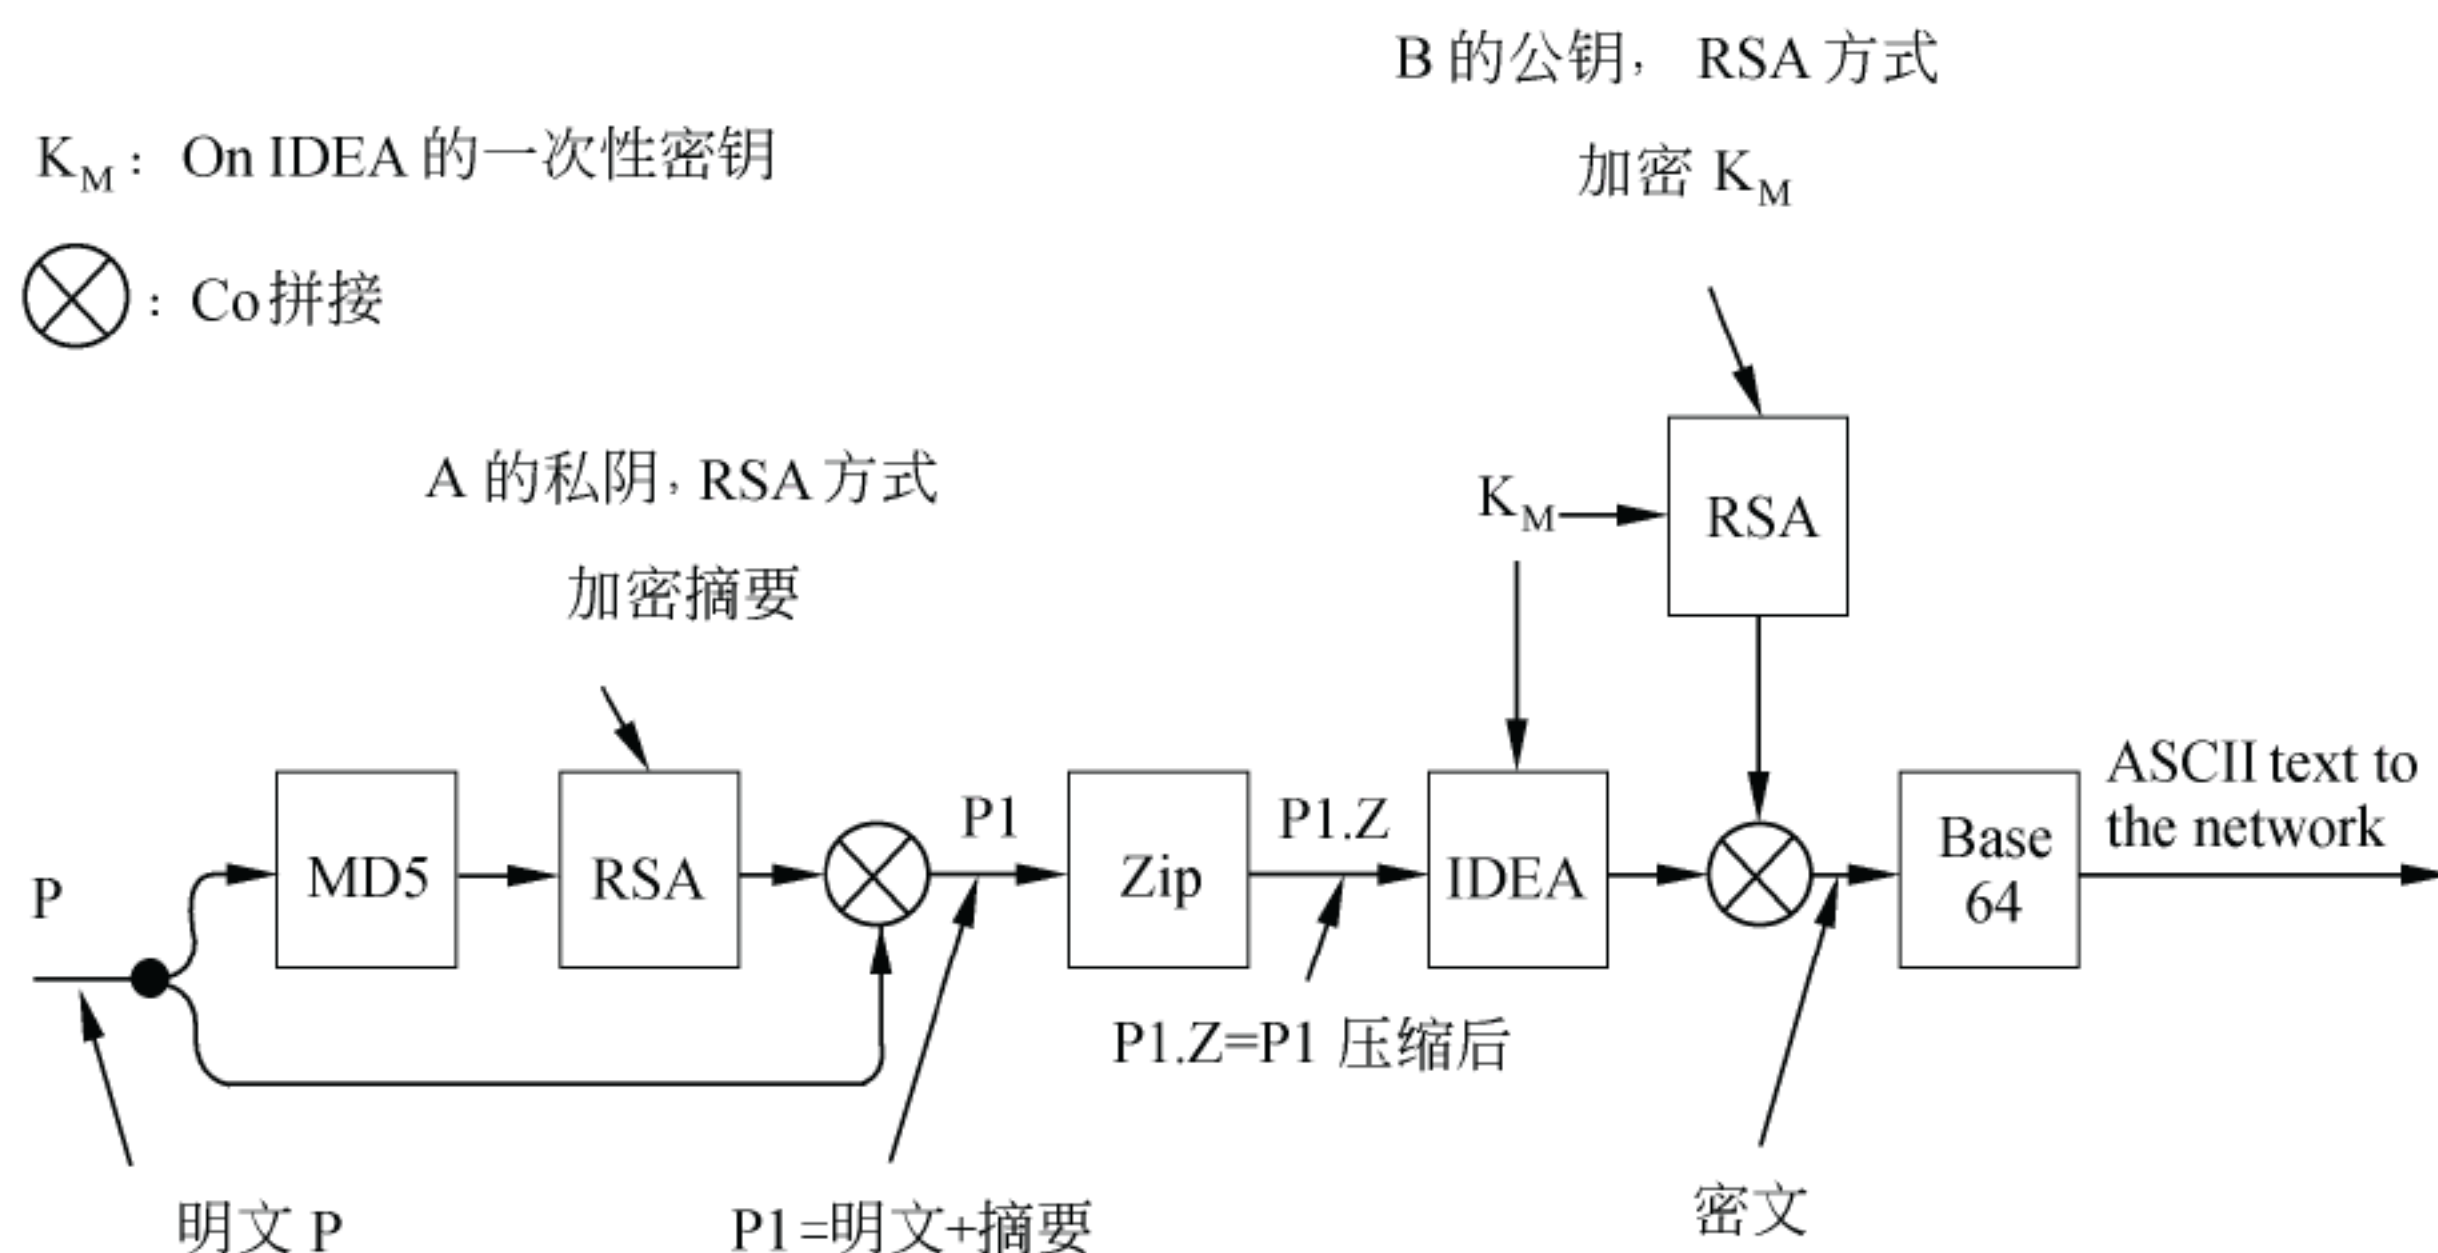 B 的公钥， RSA 方式
加密 K_M
K_M： On IDEA 的一次性密钥
：Co拼接
A 的私阴，RSA 方式
加密摘要
K_M
RSA
P
MD5
RSA
P1
Zip
P1.Z
IDEA
Base
64
ASCII text to
the network
P1.Z=P1 压缩后
明文 P
P1=明文+摘要
密文